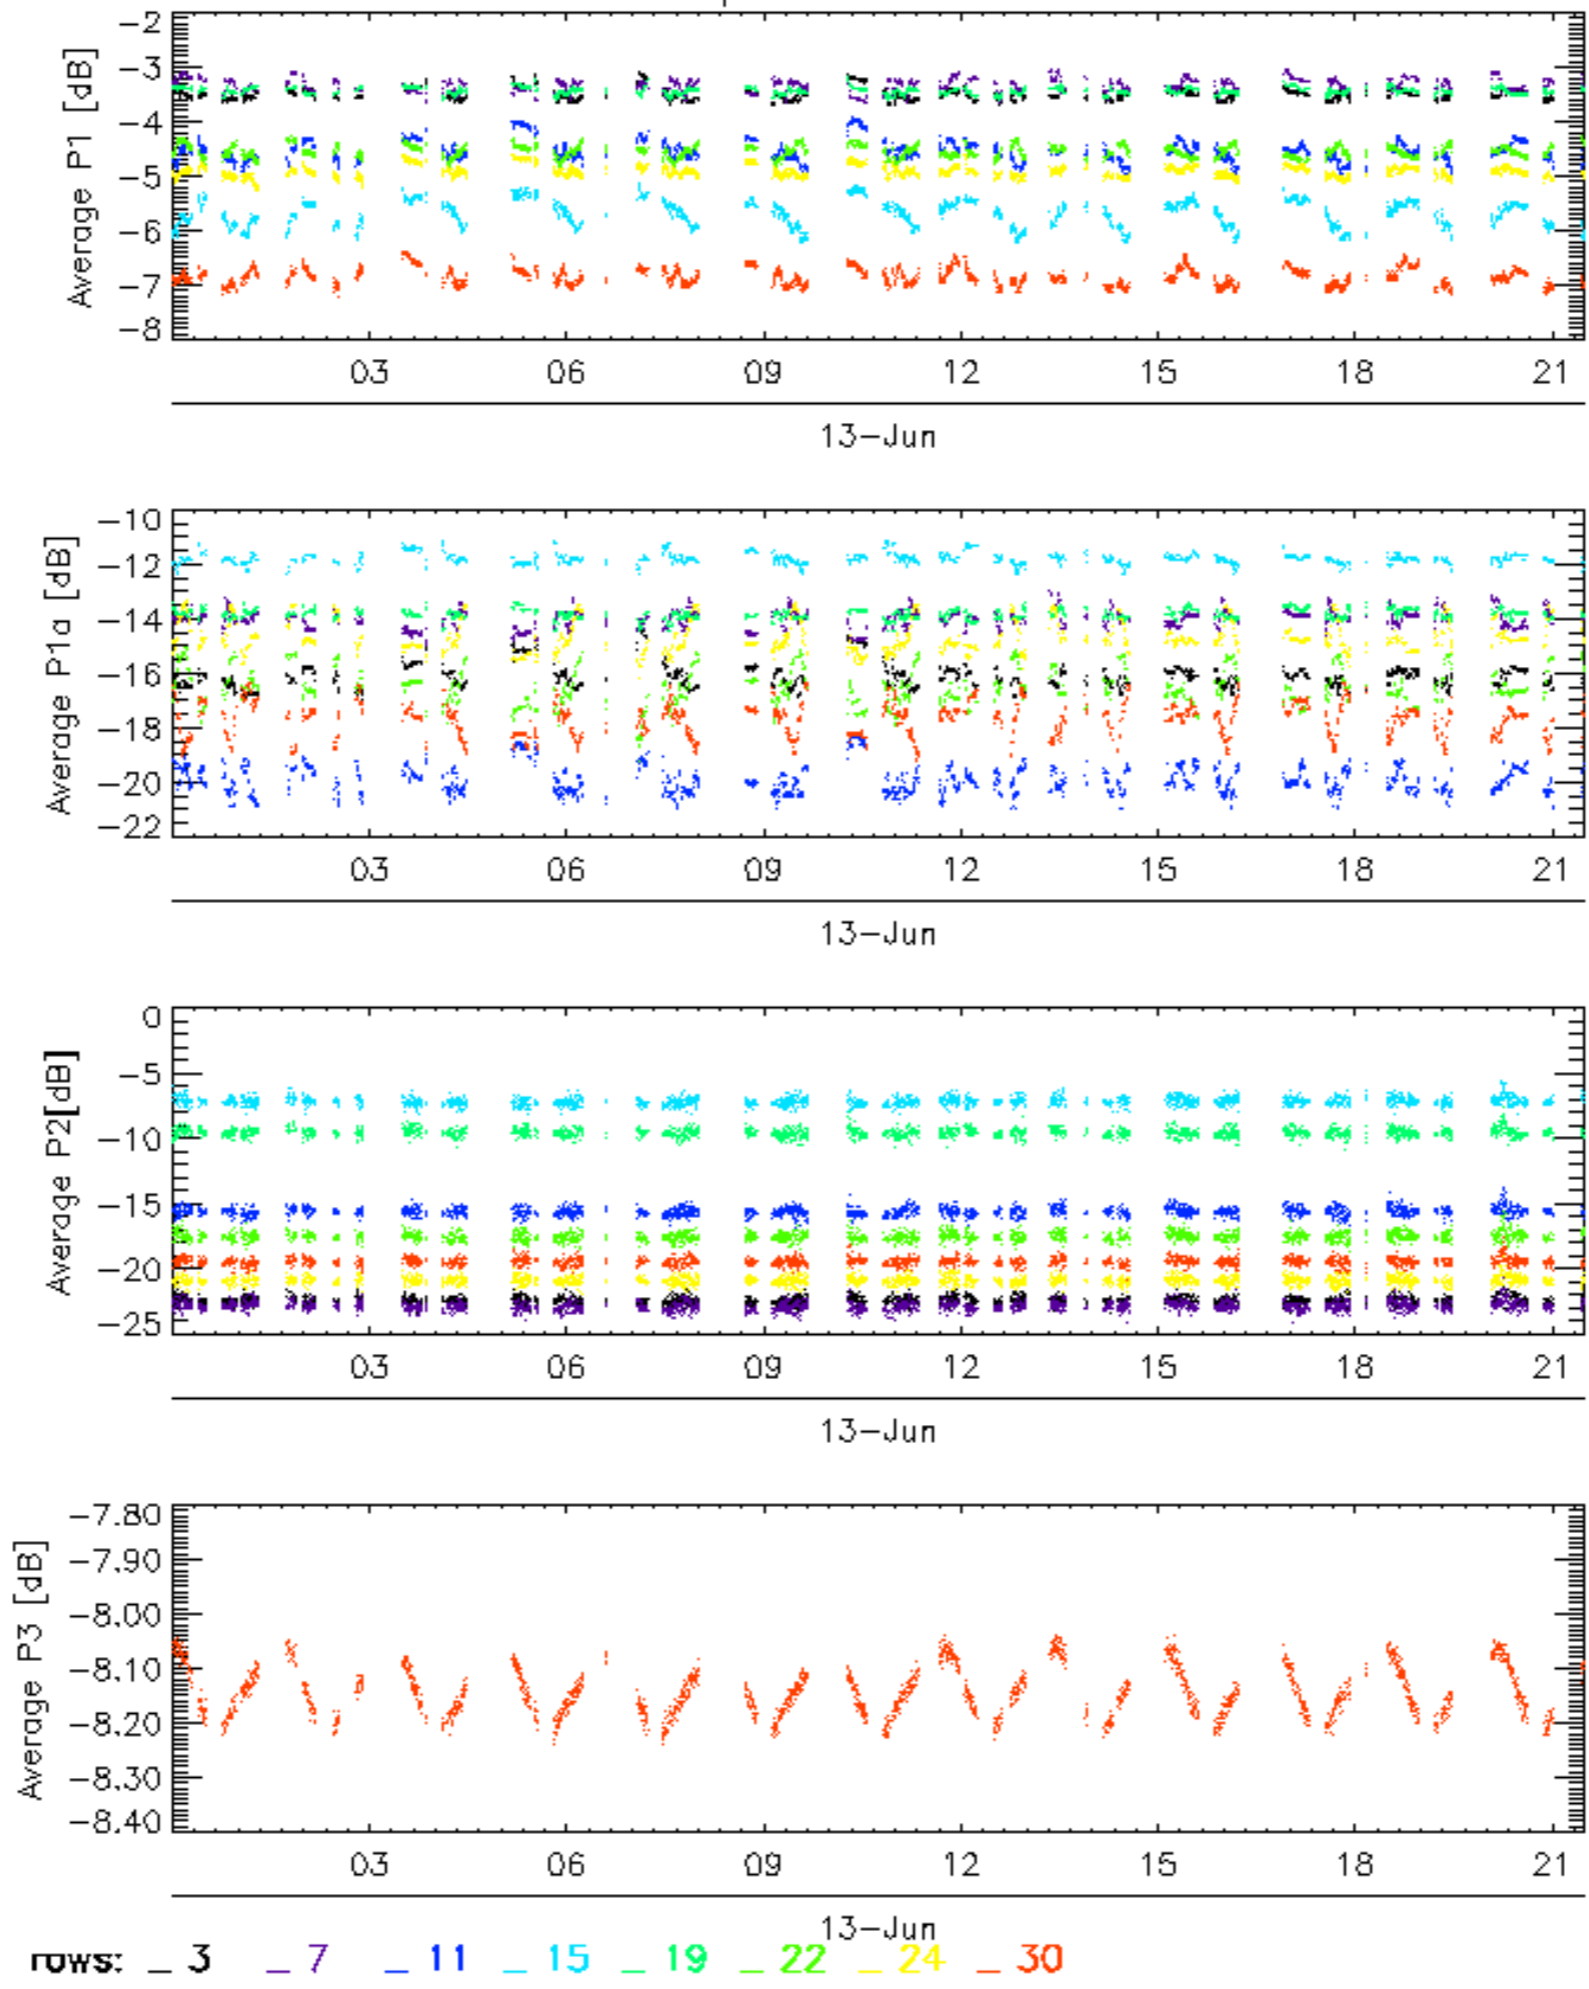 Average P1 [dB]
-2
-3
-4
-5
-6
-7
-8
03 06 09 12 15 18 21
13-Jun
Average P1a [dB]
-10
-12
-14
-16
-18
-20
-22
03 06 09 12 15 18 21
13-Jun
Average P2[dB]
0
-5
-10
-15
-20
-25
03 06 09 12 15 18 21
13-Jun
Average P3 [dB]
-7.80
-7.90
-8.00
-8.10
-8.20
-8.30
-8.40
03 06 09 12 15 18 21
13-Jun
rows: _ 3 _ 7 _ 11 _ 15 _ 19 _ 22 _ 24 _ 30